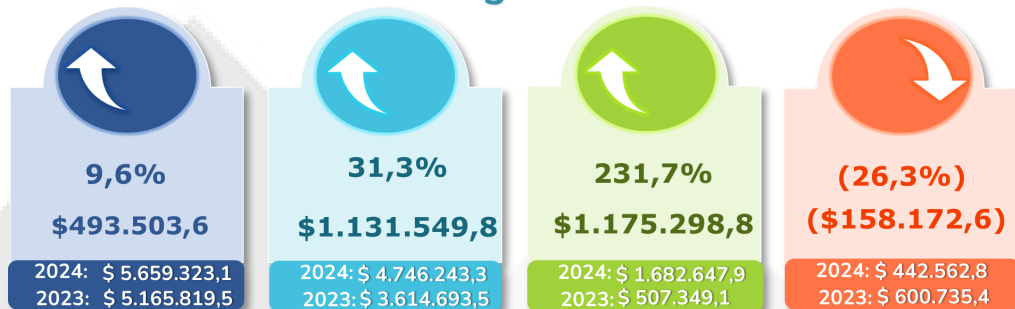 9,6%
$493.503,6
2024: $ 5.659.323,1
2023: $ 5.165.819,5
31,3%
$1.131.549,8
2024: $ 4.746.243,3
2023: $ 3.614.693,5
231,7%
$1.175.298,8
2024: $ 1.682.647,9
2023: $ 507.349,1
(26,3%)
($158.172,6)
2024: $ 442.562,8
2023: $ 600.735,4